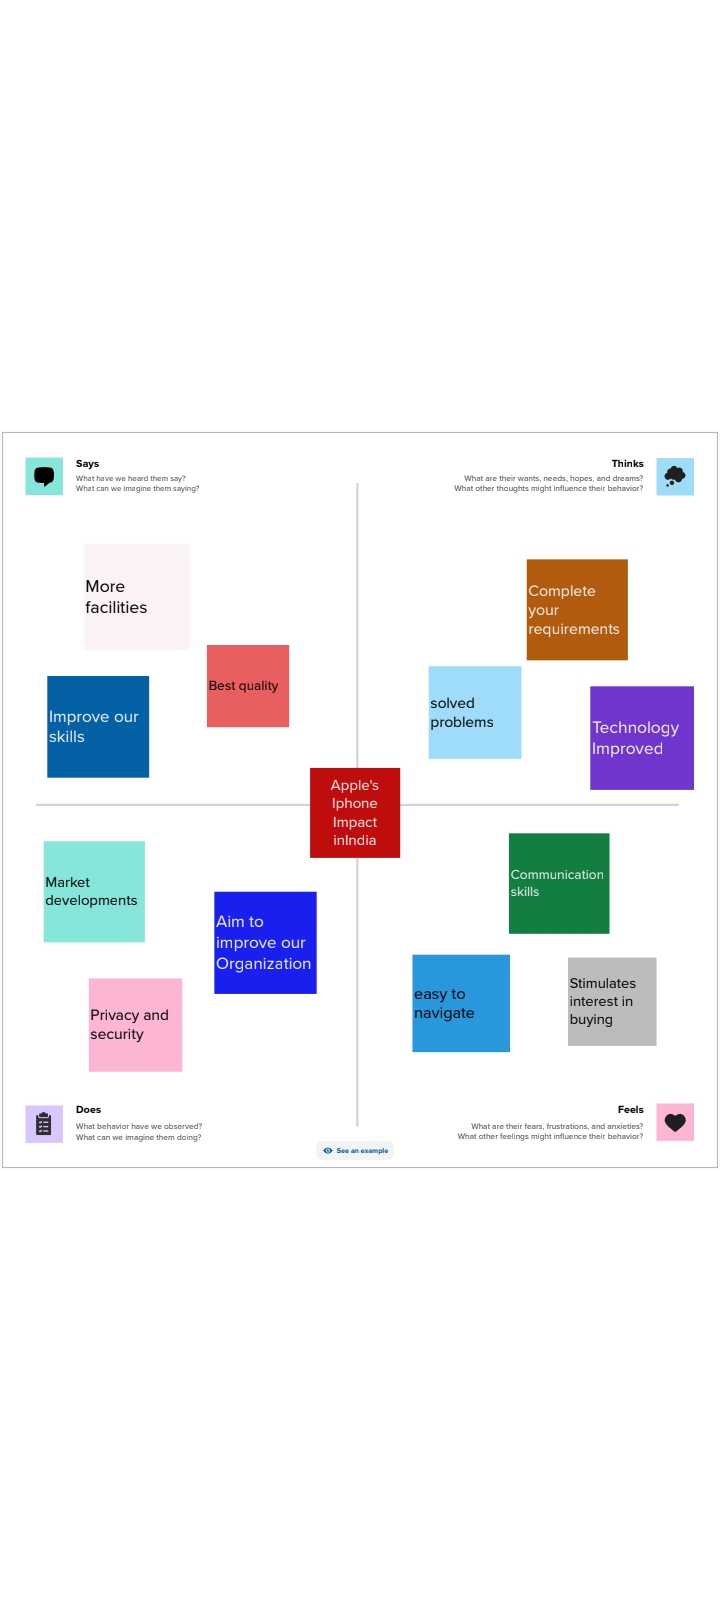 Says
What have we heard them say?
What can we imagine them saying?
Thinks
What are their wants, needs, hopes, and dreams?
What other thoughts might influence their behavior?
More
facilities
Best quality
Improve our
skills
Complete
your
requirements
solved
problems
Technology
Improved
Apple's
Iphone
Impact
inIndia
Market
developments
Aim to
improve our
Organization
Privacy and
security
Communication
skills
easy to
navigate
Stimulates
interest in
buying
Does
What behavior have we observed?
What can we imagine them doing?
Feels
What are their fears, frustrations, and anxieties?
What other feelings might influence their behavior?
See an example